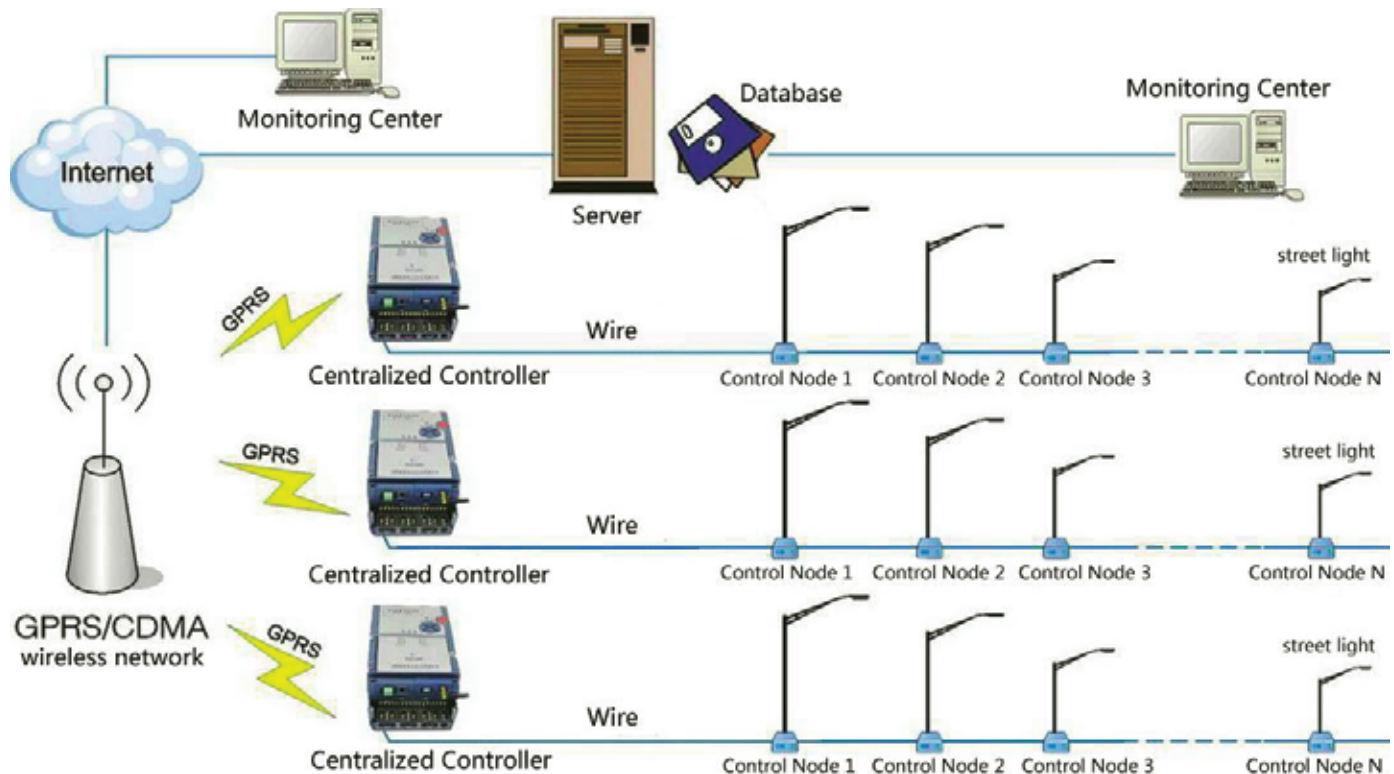 Monitoring Center
Database
Monitoring Center
Internet
Server
street light
GPRS
Wire
Centralized Controller
Control Node 1
Control Node 2
Control Node 3
Control Node N
GPRS
street light
Wire
Centralized Controller
Control Node 1
Control Node 2
Control Node 3
Control Node N
GPRS/CDMA
wireless network
GPRS
street light
Wire
Centralized Controller
Control Node 1
Control Node 2
Control Node 3
Control Node N